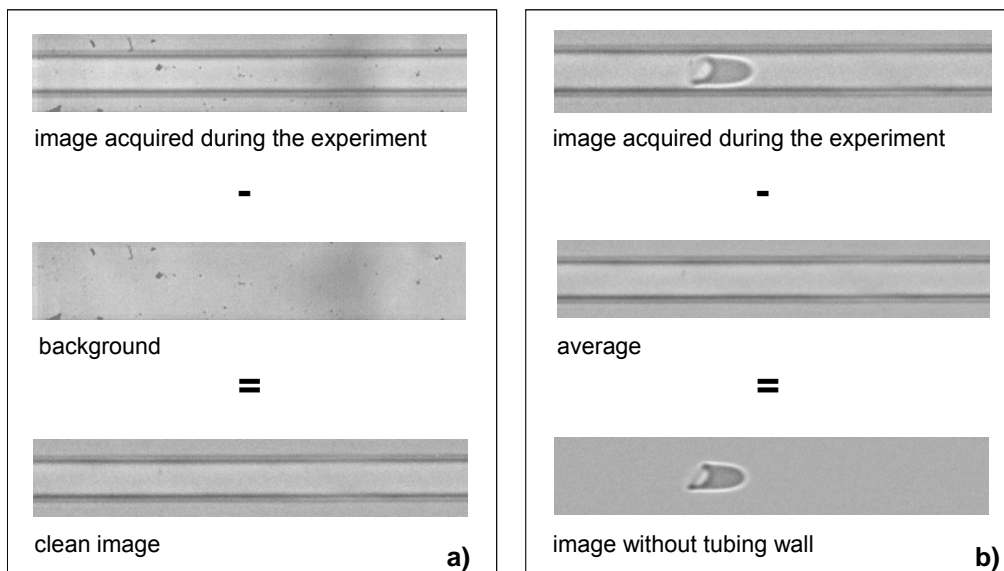 image acquired during the experiment
-
background
=
clean image
a)
image acquired during the experiment
-
average
=
image without tubing wall
b)